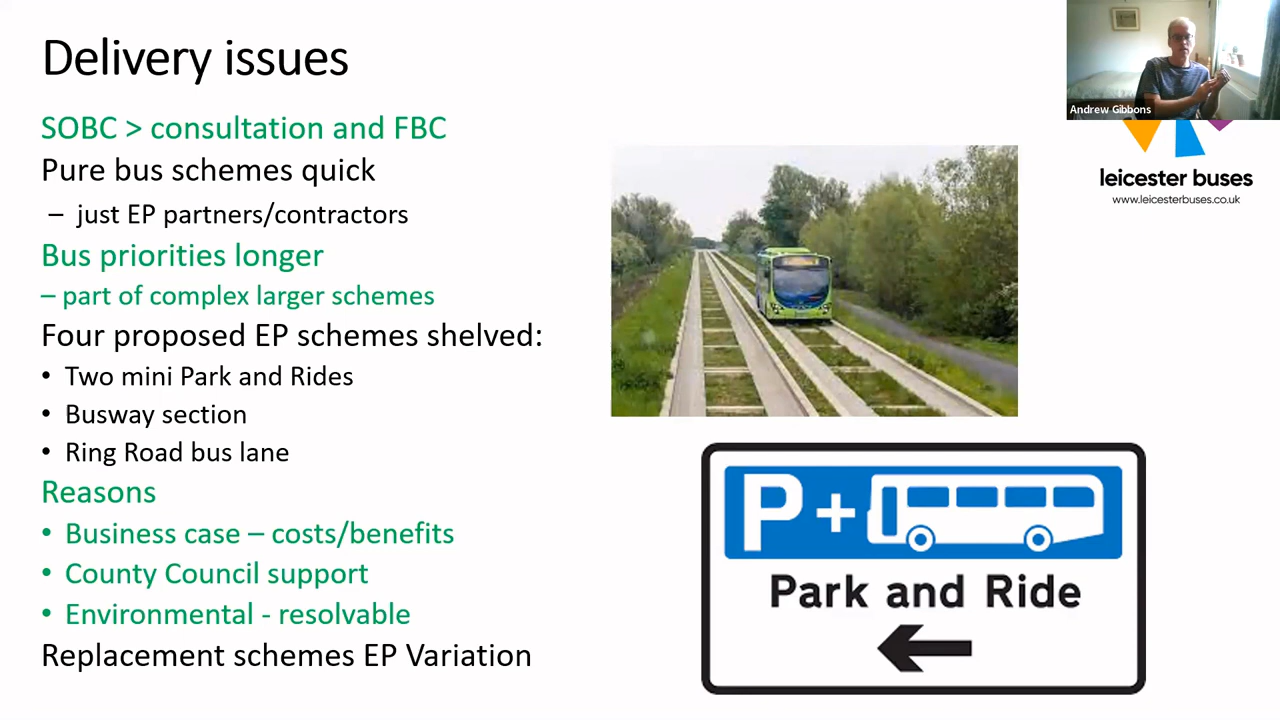 Delivery issues
SOBC > consultation and FBC
Pure bus schemes quick
– just EP partners/contractors
Bus priorities longer
– part of complex larger schemes
Four proposed EP schemes shelved:
• Two mini Park and Rides
• Busway section
• Ring Road bus lane
Reasons
• Business case – costs/benefits
• County Council support
• Environmental - resolvable
Replacement schemes EP Variation
Andrew Gibbons
leicester buses
www.leicesterbuses.co.uk
P+
Park and Ride